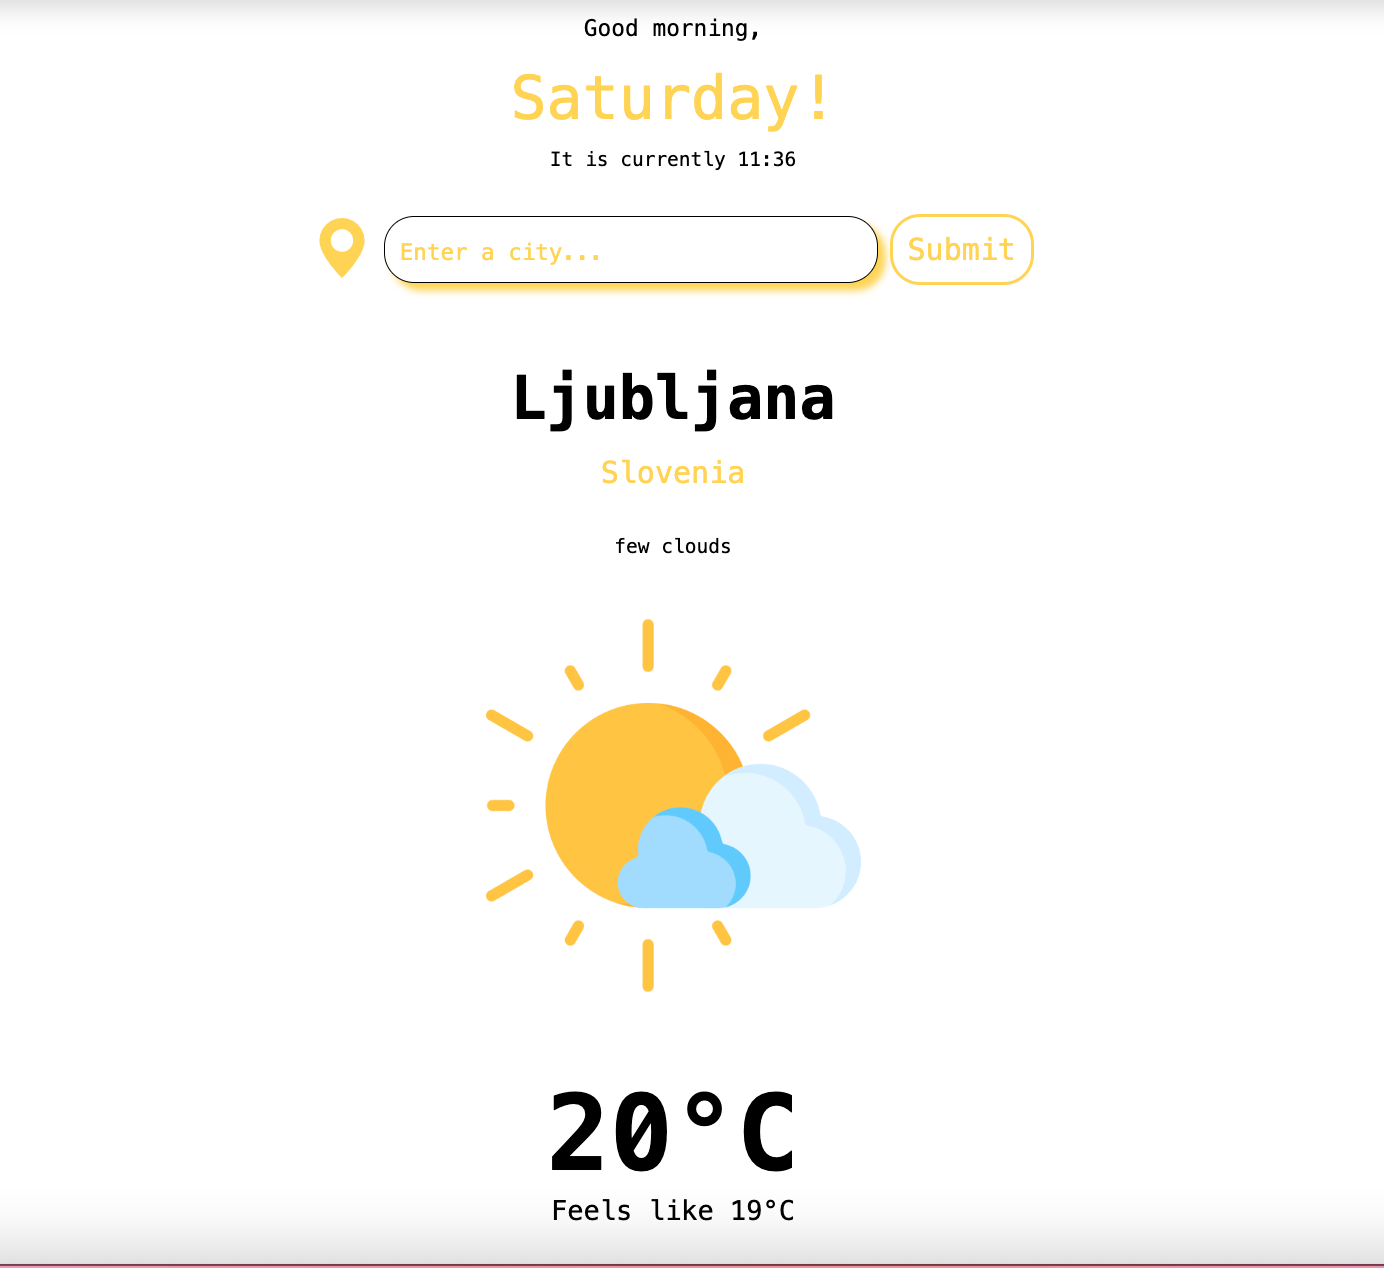 Good morning,
Saturday!
It is currently 11:36
Enter a city...
Submit
Ljubljana
Slovenia
few clouds
20°C
Feels like 19°C